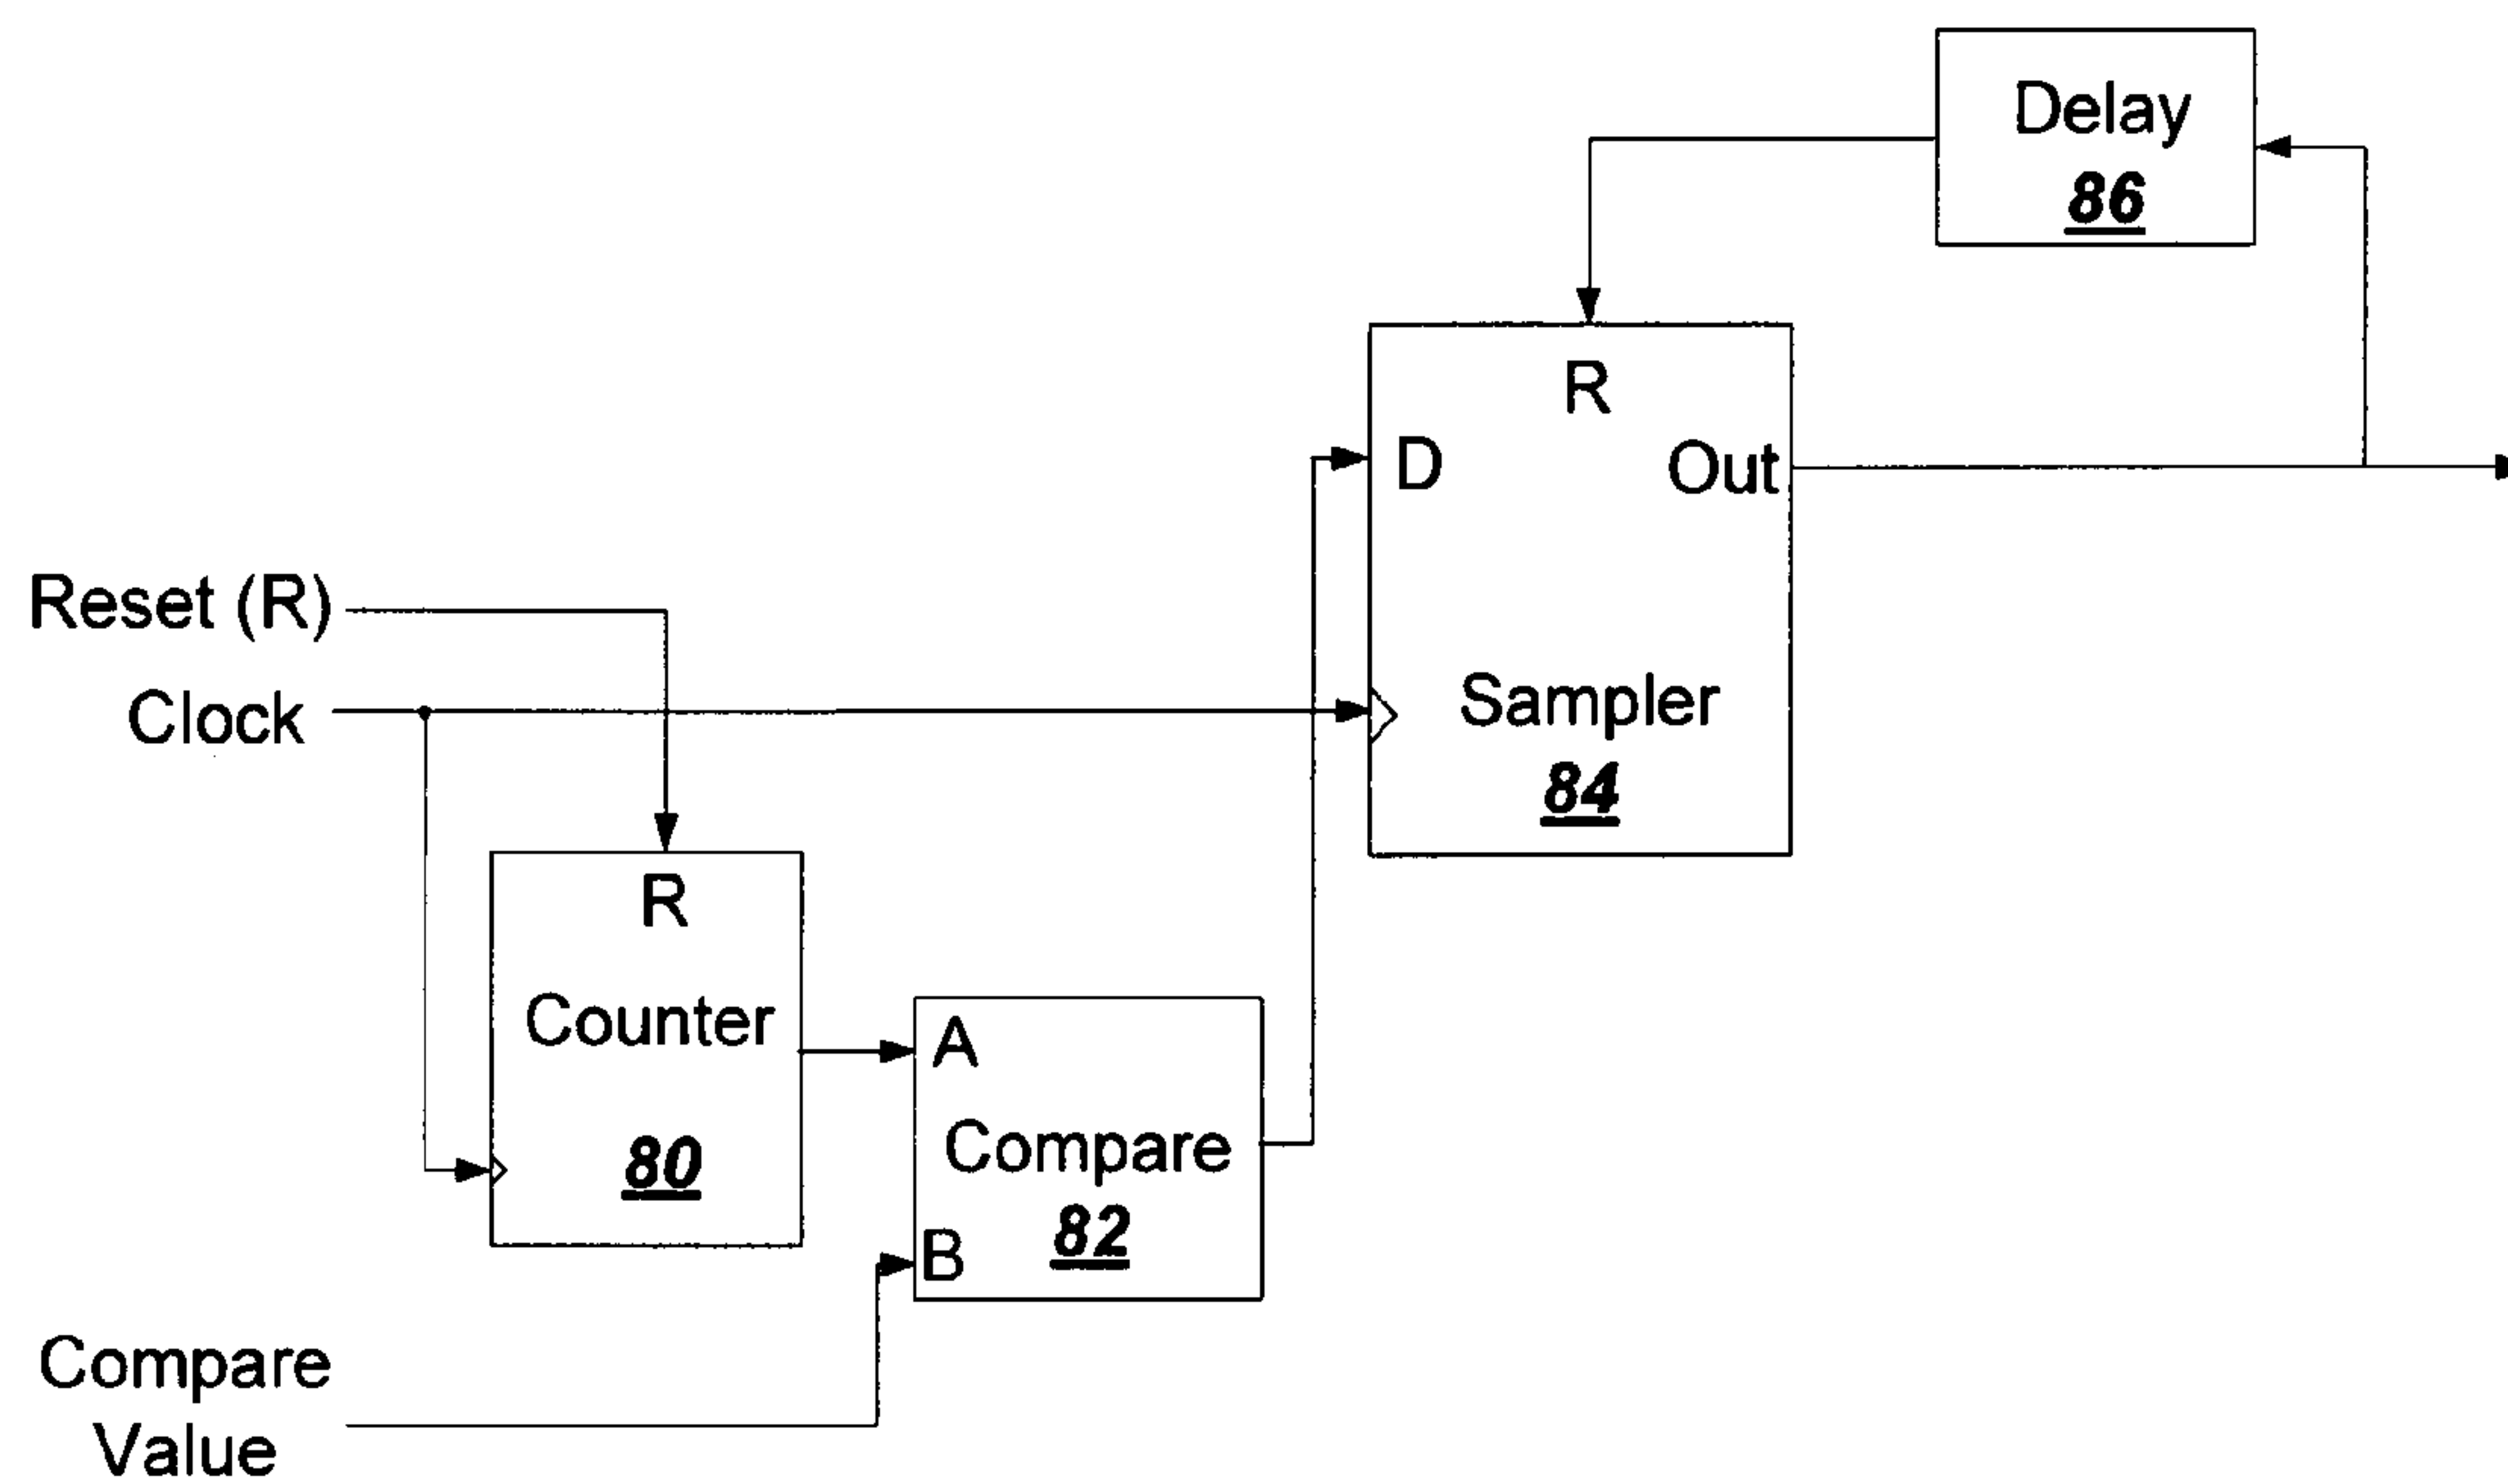 Delay
86
R
D
Out
Reset (R)
Clock
Sampler
84
R
Counter
80
A
Compare
82
B
Compare
Value